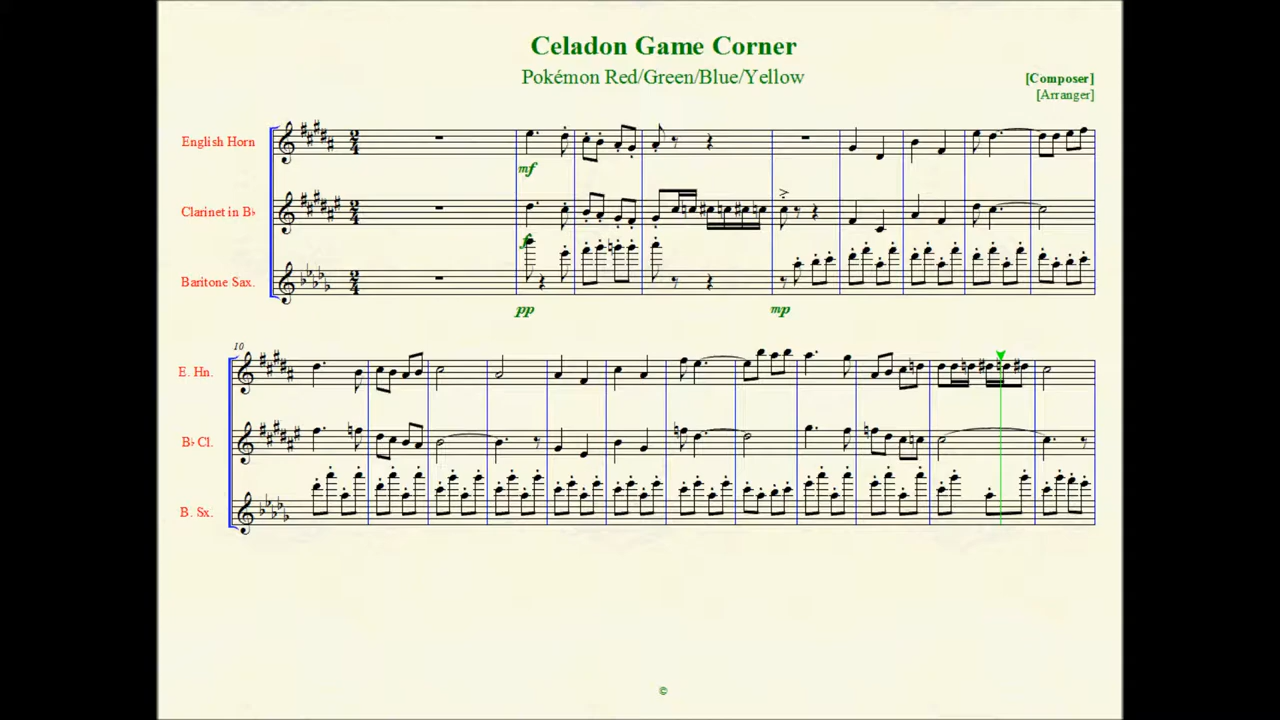 Celadon Game Corner
Pokémon Red/Green/Blue/Yellow
[Composer]
[Arranger]
English Horn
mf
Clarinet in B♭
f
Baritone Sax.
pp
mp
10
E. Hn.
B♭ Cl.
B. Sx.
©